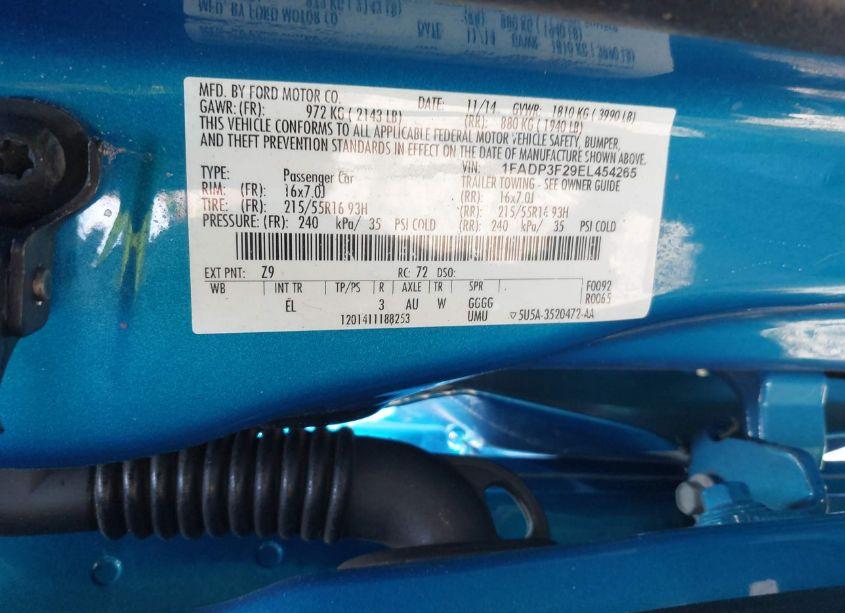 MFD. BY FORD MOTOR CO. DATE: 11/14 GVWR: 1810 KG ( 3990 LB)
GAWR: (FR): 972 KG ( 2143 LB) (RR): 880 KG ( 1940 LB)
THIS VEHICLE CONFORMS TO ALL APPLICABLE FEDERAL MOTOR VEHICLE SAFETY, BUMPER,
AND THEFT PREVENTION STANDARDS IN EFFECT ON THE DATE OF MANUFACTURE SHOWN ABOVE.
VIN: 1FADP3F29EL454265
TYPE: Passenger Car TRAILER TOWING - SEE OWNER GUIDE
RIM: (FR): 16x7.0J (RR): 16x7.0J
TIRE: (FR): 215/55R16 93H (RR): 215/55R16 93H
PRESSURE: (FR): 240 kPa/ 35 PSI COLD (RR): 240 kPa/ 35 PSI COLD
EXT PNT: Z9 RC: 72 DSO:
WB INT TR TP/PS R AXLE TR SPR . F0092
EL 3 AU W GGGG R0065
1201411188253 UMU ▽5U5A-3520472-AA